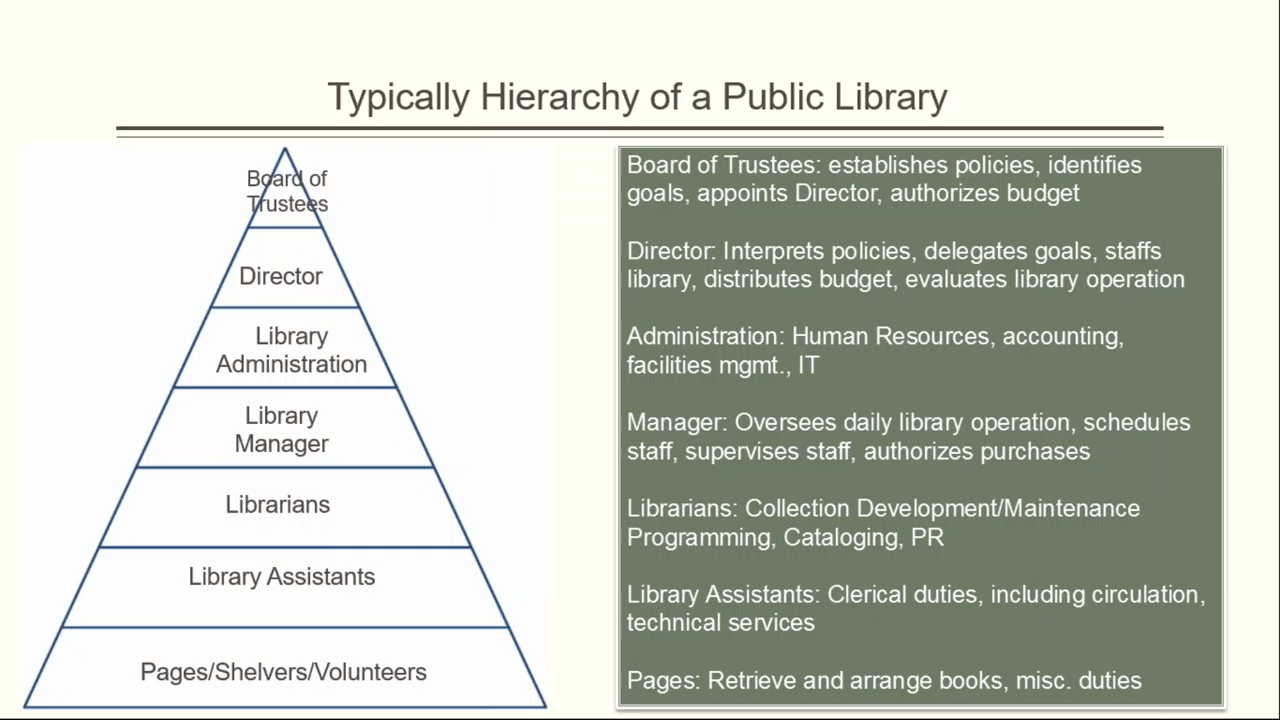 Typically Hierarchy of a Public Library
Board of
Trustees
Director
Library
Administration
Library
Manager
Librarians
Library Assistants
Pages/Shelvers/Volunteers
Board of Trustees: establishes policies, identifies
goals, appoints Director, authorizes budget
Director: Interprets policies, delegates goals, staffs
library, distributes budget, evaluates library operation
Administration: Human Resources, accounting,
facilities mgmt., IT
Manager: Oversees daily library operation, schedules
staff, supervises staff, authorizes purchases
Librarians: Collection Development/Maintenance
Programming, Cataloging, PR
Library Assistants: Clerical duties, including circulation,
technical services
Pages: Retrieve and arrange books, misc. duties